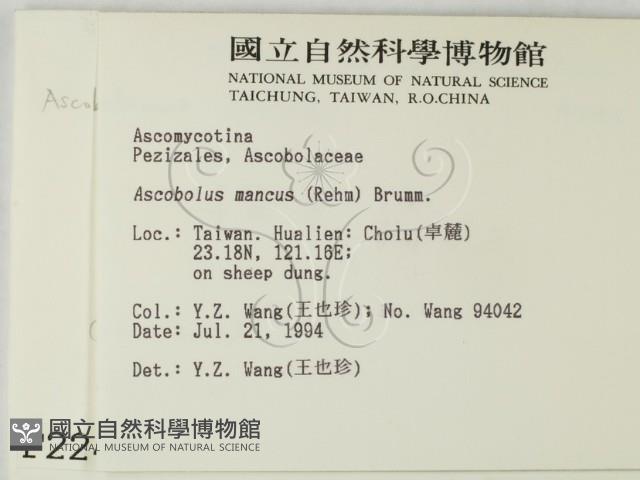 國立自然科學博物館
NATIONAL MUSEUM OF NATURAL SCIENCE
TAICHUNG, TAIWAN, R.O.CHINA
Ascob
Ascomycotina
Pezizales, Ascobolaceae
Ascobolus mancus (Rehm) Brumm.
Loc.: Taiwan. Hualien: Choiu(卓麓)
23.18N, 121.16E;
on sheep dung.
Col.: Y.Z. Wang(王也珍); No. Wang 94042
Date: Jul. 21, 1994
Det.: Y.Z. Wang(王也珍)
國立自然科學博物館
NATIONAL MUSEUM OF NATURAL SCIENCE